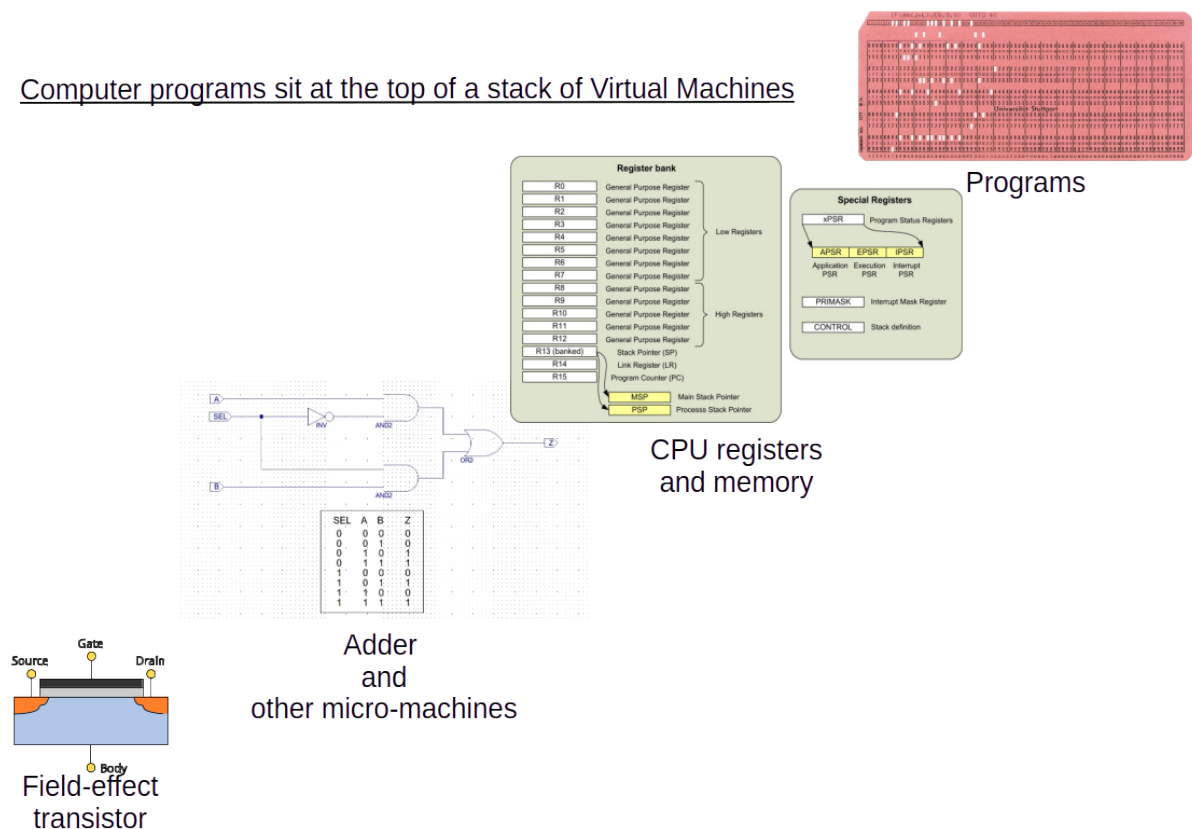 Computer programs sit at the top of a stack of Virtual Machines
Universität Stuttgart
Programs
Register bank
R0 General Purpose Register
R1 General Purpose Register
R2 General Purpose Register
R3 General Purpose Register
R4 General Purpose Register
R5 General Purpose Register
R6 General Purpose Register
R7 General Purpose Register
Low Registers
R8 General Purpose Register
R9 General Purpose Register
R10 General Purpose Register
R11 General Purpose Register
R12 General Purpose Register
High Registers
R13 (banked) Stack Pointer (SP)
R14 Link Register (LR)
R15 Program Counter (PC)
MSP Main Stack Pointer
PSP Processs Stack Pointer
Special Registers
xPSR Program Status Registers
APSR EPSR IPSR
Application PSR
Execution PSR
Interrupt PSR
PRIMASK Interrupt Mask Register
CONTROL Stack definition
CPU registers
and memory
A
SEL
INV
AND2
OR2
Z
B
AND2
SEL A B Z
0 0 0 0
0 0 1 0
0 1 0 1
0 1 1 1
1 0 0 0
1 0 1 1
1 1 0 0
1 1 1 1
Adder
and
other micro-machines
Gate
Source
Drain
Body
Field-effect
transistor